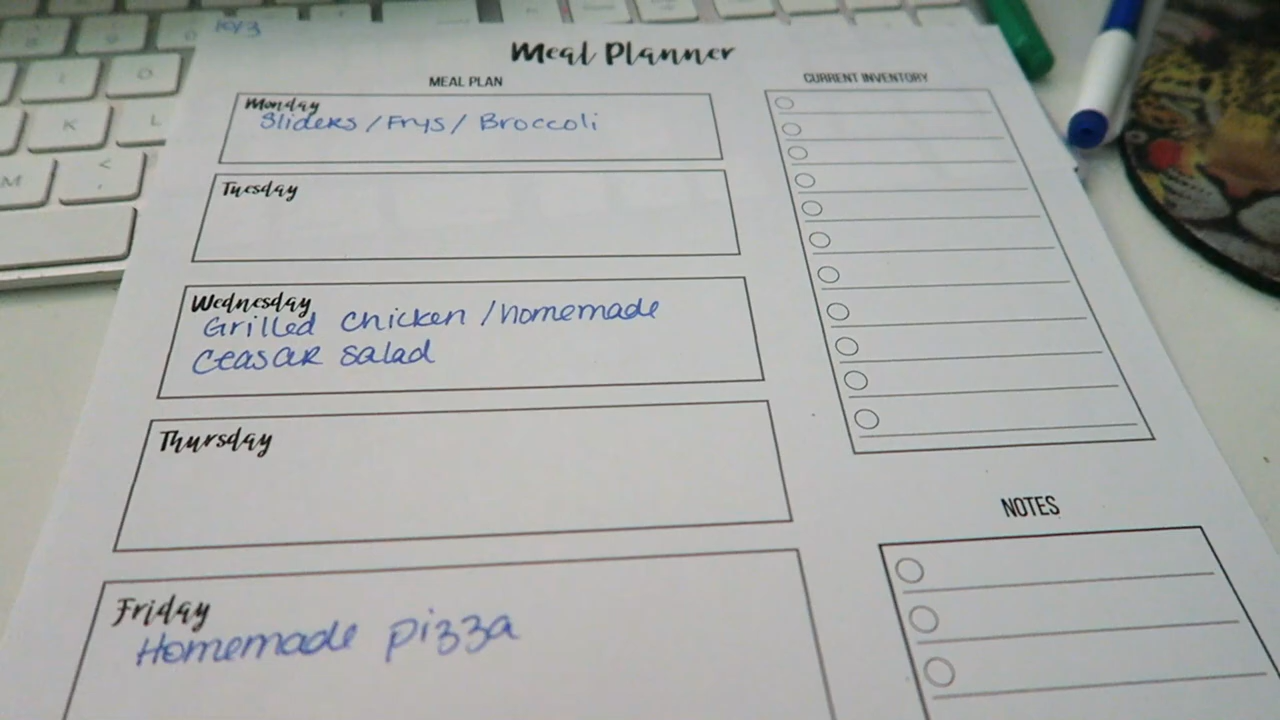 Meal Planner
MEAL PLAN
Monday
Sliders / Frys / Broccoli
Tuesday
Wednesday
Grilled chicken / homemade
Ceasar salad
Thursday
Friday
Homemade pizza
CURRENT INVENTORY
NOTES
K
L
M
<
,